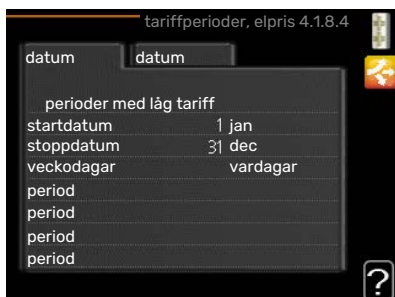 tariffperioder, elpris 4.1.8.4
datum datum
perioder med låg tariff
startdatum 1 jan
stoppdatum 31 dec
veckodagar vardagar
period
period
period
period
?